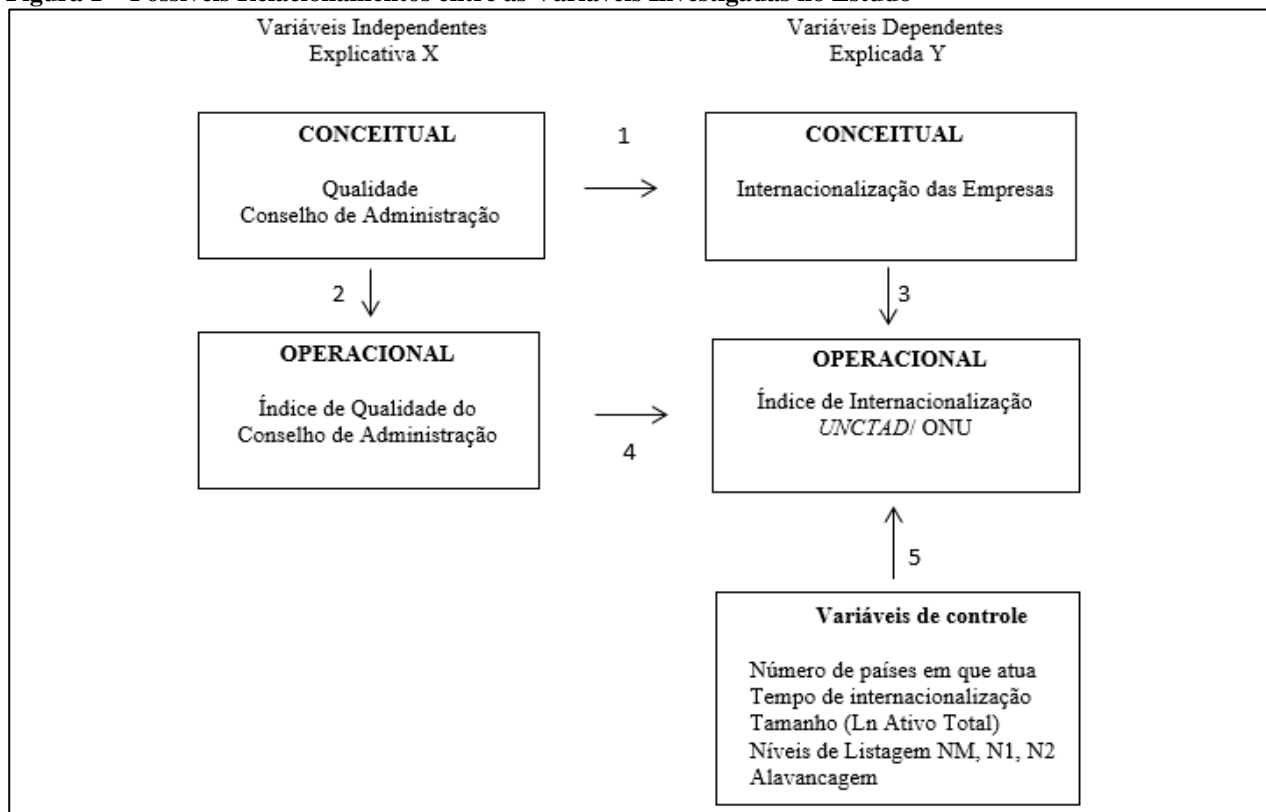 Figura 1 – Possíveis Relacionamentos entre as Variáveis Investigadas no Estudo
Variáveis Independentes
Explicativa X
Variáveis Dependentes
Explicada Y
CONCEITUAL
Qualidade
Conselho de Administração
1
CONCEITUAL
Internacionalização das Empresas
2
3
OPERACIONAL
Índice de Qualidade do
Conselho de Administração
4
OPERACIONAL
Índice de Internacionalização
UNCTAD/ ONU
5
Variáveis de controle
Número de países em que atua
Tempo de internacionalização
Tamanho (Ln Ativo Total)
Níveis de Listagem NM, N1, N2
Alavancagem